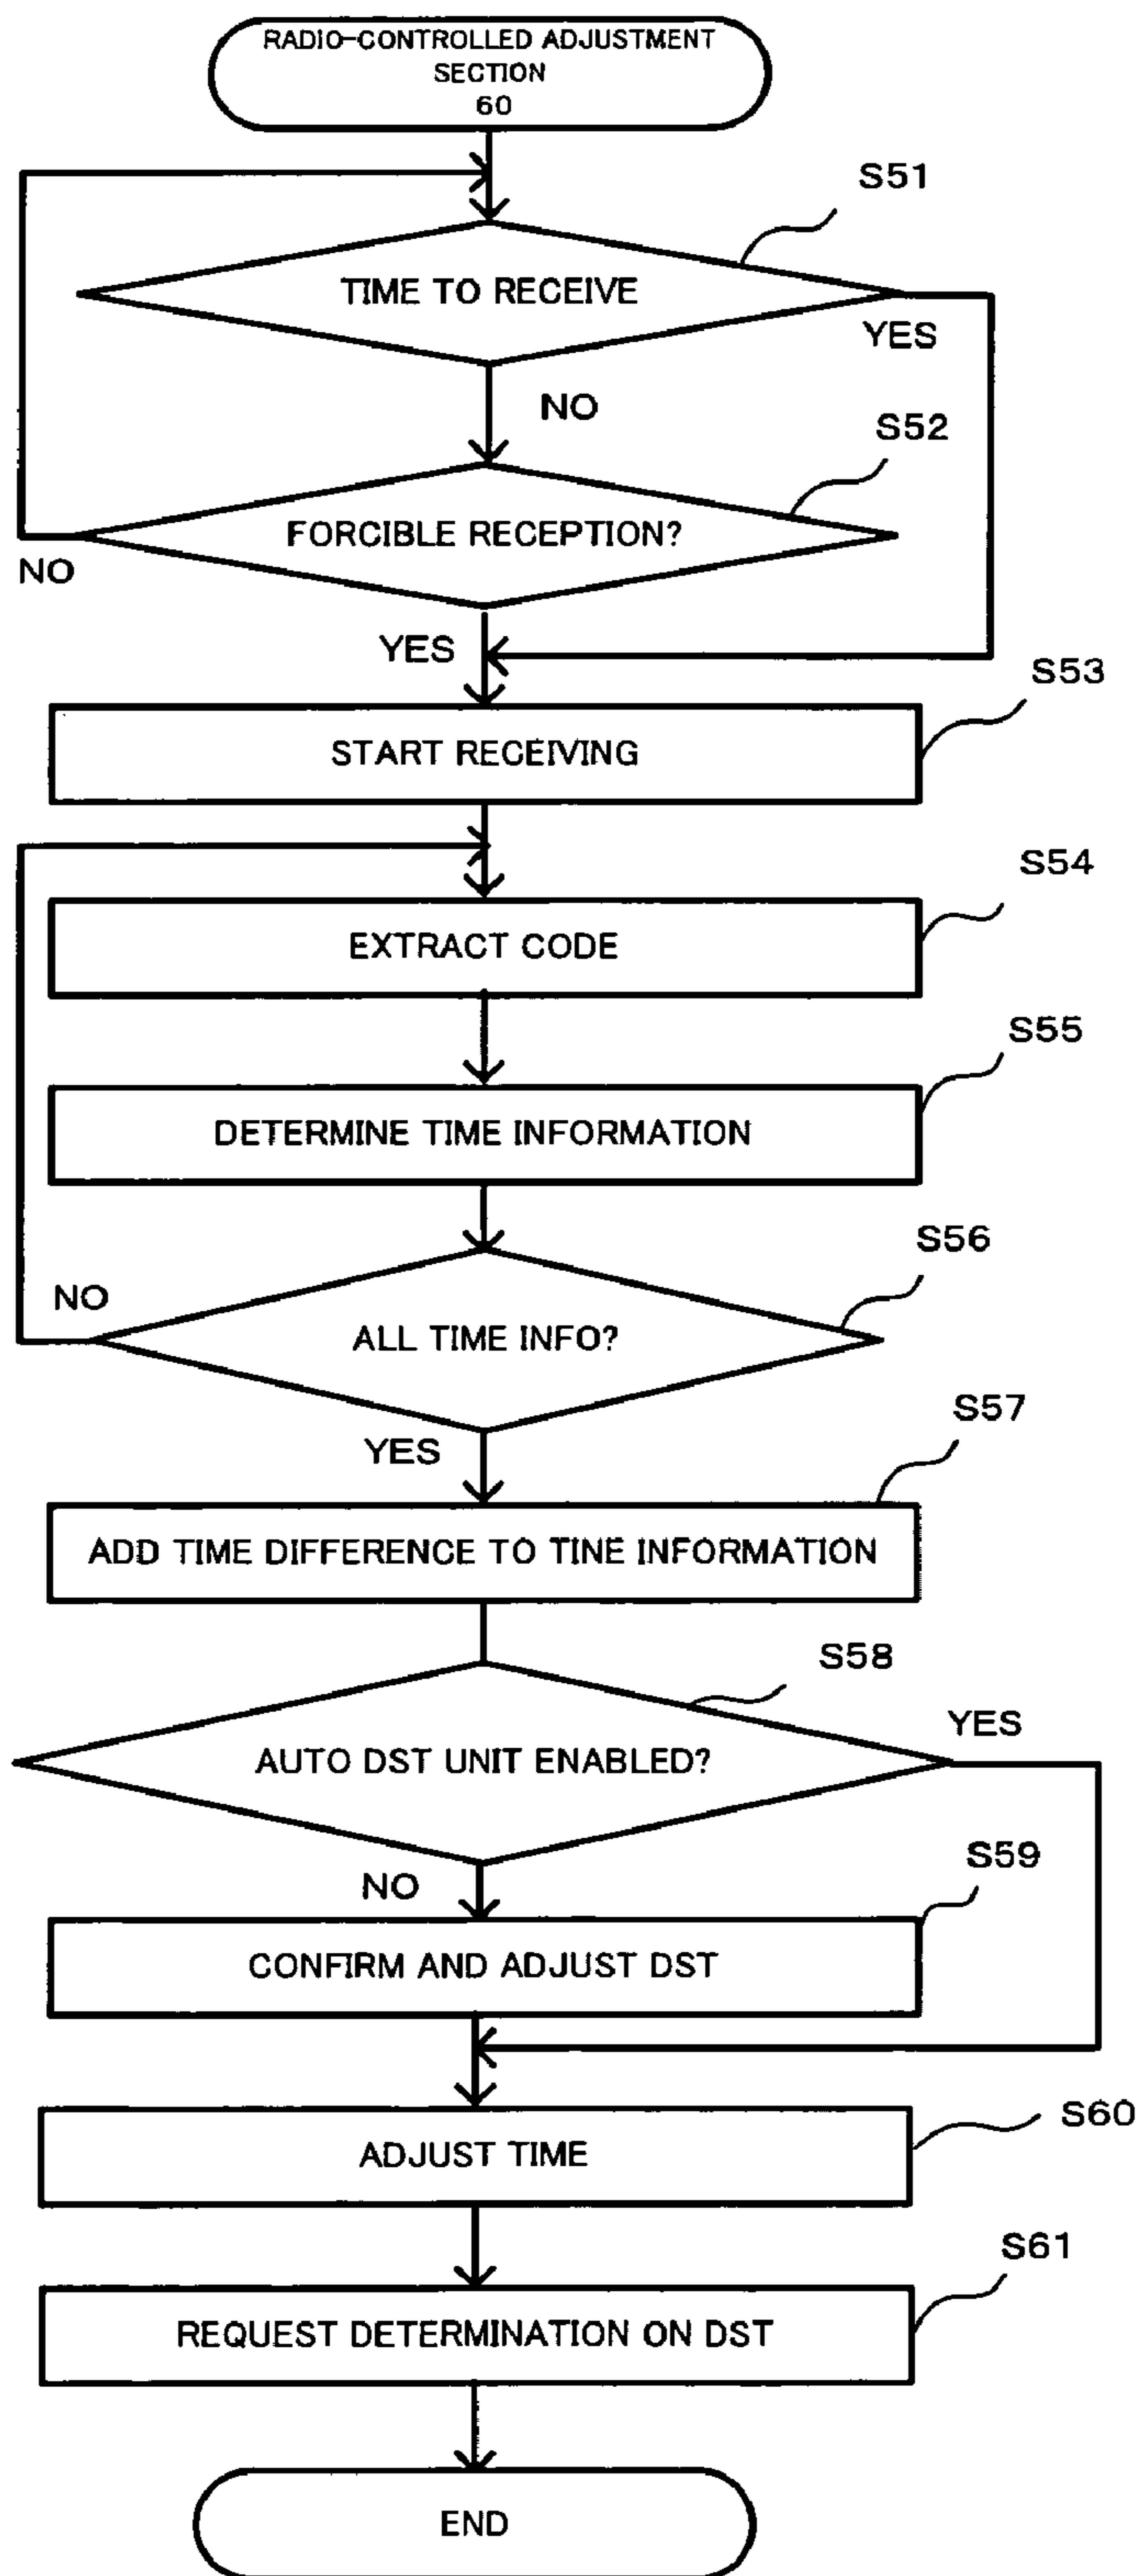 RADIO-CONTROLLED ADJUSTMENT
SECTION
60
S51
TIME TO RECEIVE
YES
NO
S52
FORCIBLE RECEPTION?
NO
YES
S53
START RECEIVING
S54
EXTRACT CODE
S55
DETERMINE TIME INFORMATION
S56
NO
ALL TIME INFO?
S57
YES
ADD TIME DIFFERENCE TO TINE INFORMATION
S58
YES
AUTO DST UNIT ENABLED?
S59
NO
CONFIRM AND ADJUST DST
S60
ADJUST TIME
S61
REQUEST DETERMINATION ON DST
END